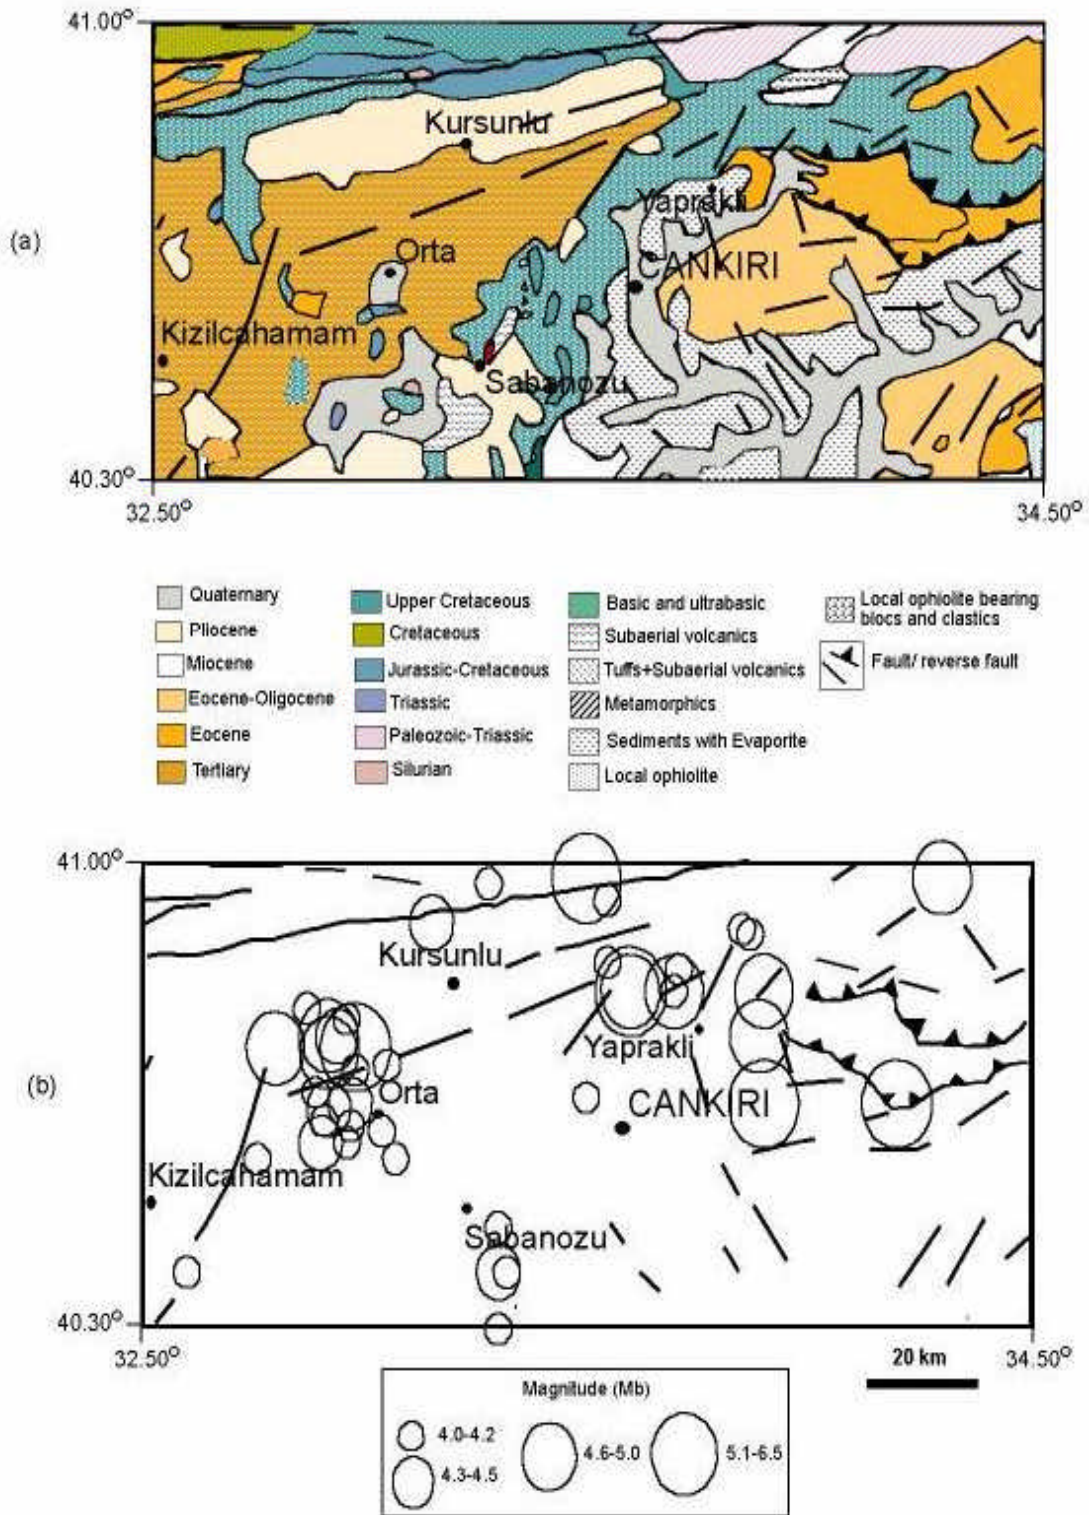 41.00°
Kursunlu
Yaprakli
(a)
Orta
CANKIRI
Kizilcahamam
Sabanozu
40.30°
32.50°
34.50°
Quaternary
Pliocene
Miocene
Eocene-Oligocene
Eocene
Tertiary
Upper Cretaceous
Cretaceous
Jurassic-Cretaceous
Triassic
Paleozoic-Triassic
Silurian
Basic and ultrabasic
Subaerial volcanics
Tuffs+Subaerial volcanics
Metamorphics
Sediments with Evaporite
Local ophiolite
Local ophiolite bearing
blocs and clastics
Fault/ reverse fault
41.00°
Kursunlu
Yaprakli
(b)
Orta
CANKIRI
Kizilcahamam
Sabanozu
40.30°
32.50°
20 km
34.50°
Magnitude (Mb)
4.0-4.2
4.3-4.5
4.6-5.0
5.1-6.5